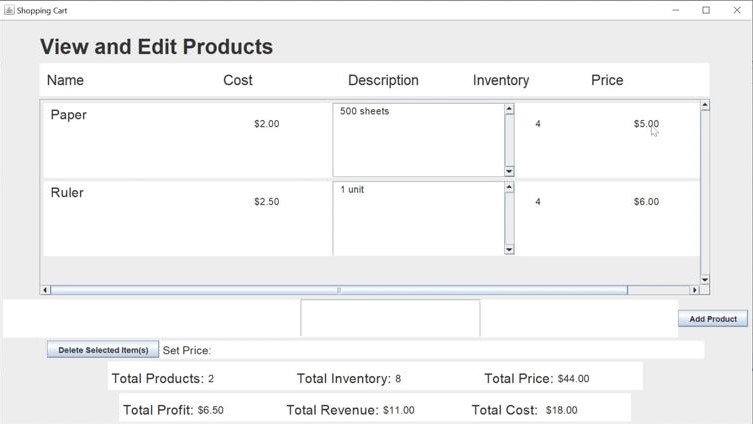 Shopping Cart
View and Edit Products
Name Cost Description Inventory Price
Paper $2.00 500 sheets 4 $5.00
Ruler $2.50 1 unit 4 $6.00
Add Product
Delete Selected Item(s) Set Price:
Total Products: 2 Total Inventory: 8 Total Price: $44.00
Total Profit: $6.50 Total Revenue: $11.00 Total Cost: $18.00